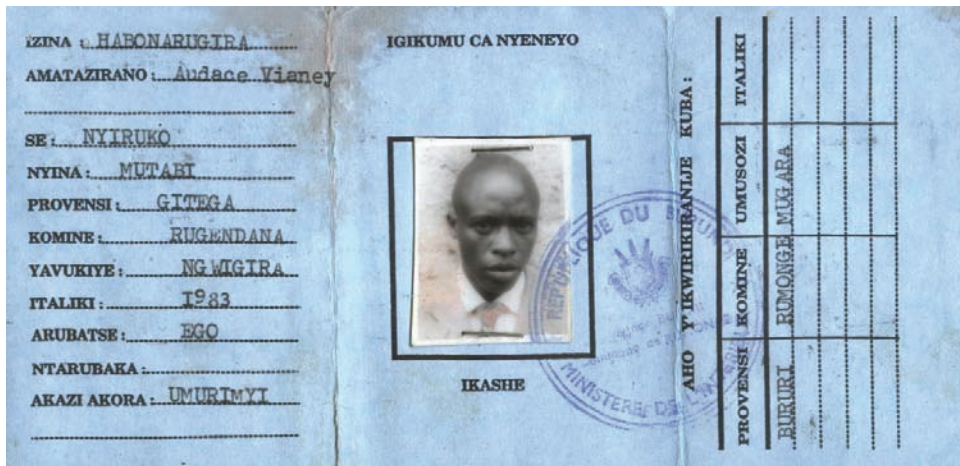 IZINA : HABONARUGIRA
AMATAZIRANO : Audace Vianey
SE : NYIRUKO
NYINA : MUTABI
PROVENSI : GITEGA
KOMINE : RUGENDANA
YAVUKIYE : NGWIGIRA
ITALIKI : 1983
ARUBATSE : EGO
NTARUBAKA :
AKAZI AKORA : UMURIMYI
IGIKUMU CA NYENEYO
REPUBLIQUE DU BURUNDI
MINISTERE DE L'INTERIEUR
IKASHE
AHO Y'IKWIRIKIRANIJE KUBA :
PROVENSI KOMINE UMUSOZI ITALIKI
BURURI RUMONGE MUGARA